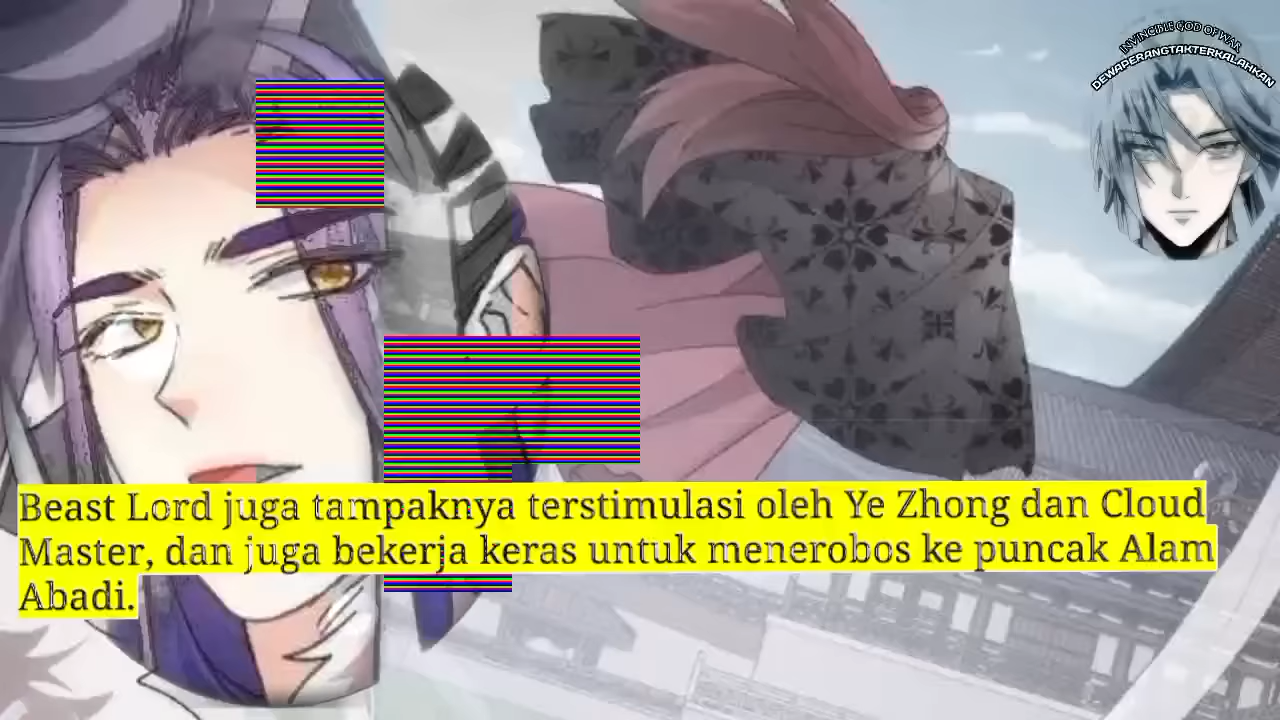 INVINCIBLE GOD OF WAR
DEWAPERANGTAKTERKALAHKAN
Beast Lord juga tampaknya terstimulasi oleh Ye Zhong dan Cloud
Master, dan juga bekerja keras untuk menerobos ke puncak Alam
Abadi.